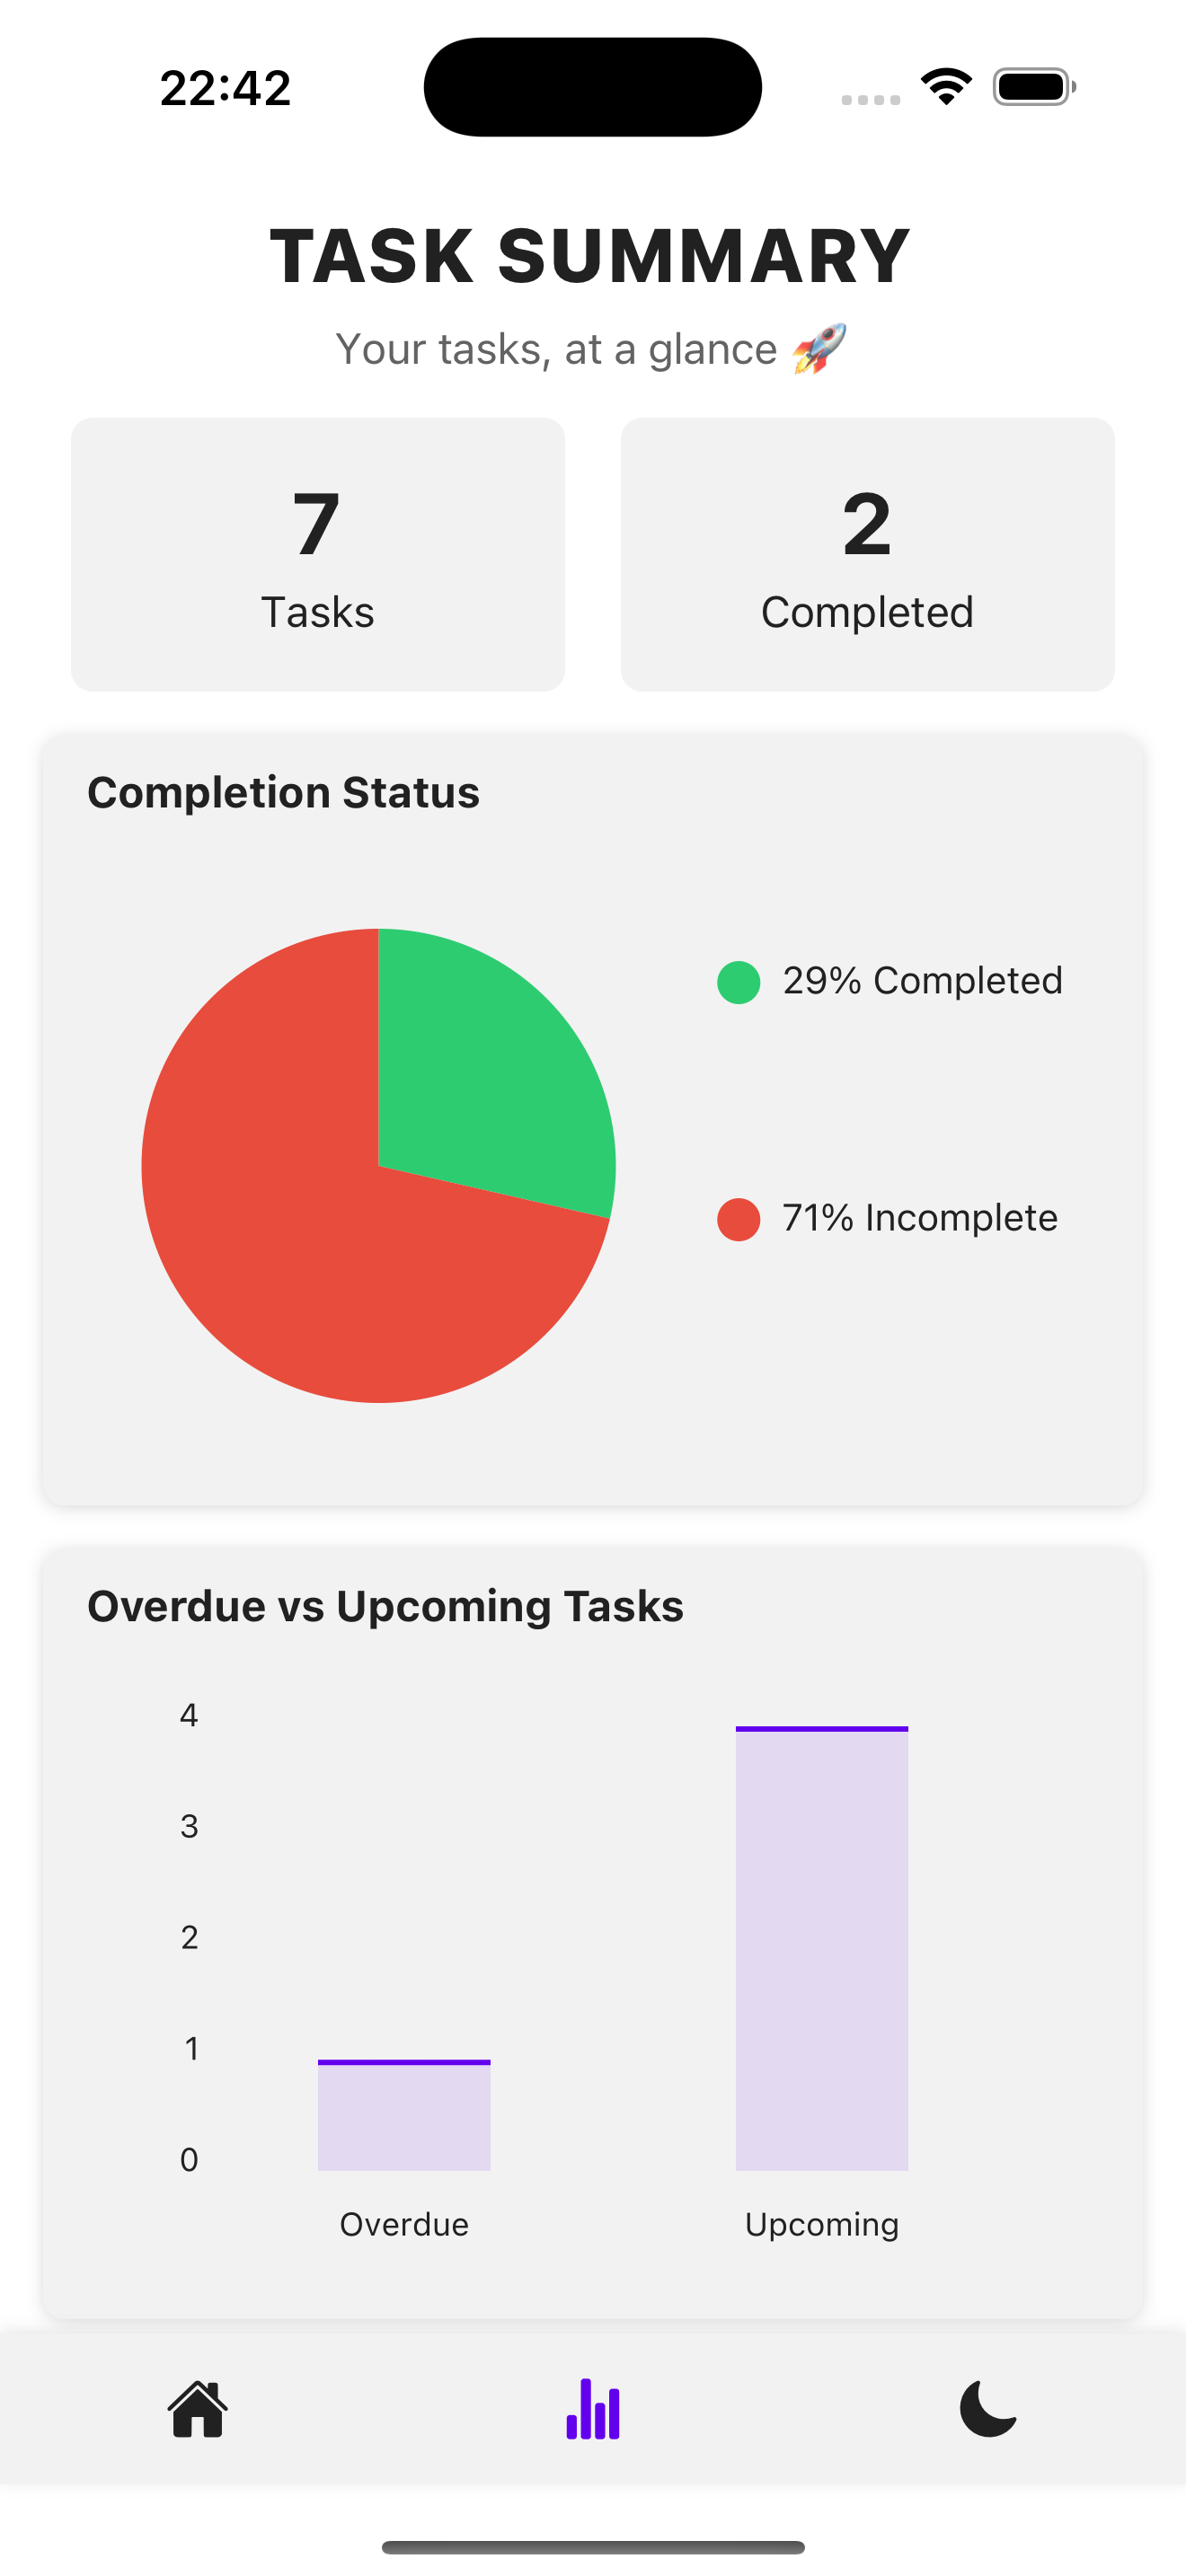 22:42
TASK SUMMARY
Your tasks, at a glance 🚀
7
Tasks
2
Completed
Completion Status
29% Completed
71% Incomplete
Overdue vs Upcoming Tasks
4
3
2
1
0
Overdue
Upcoming